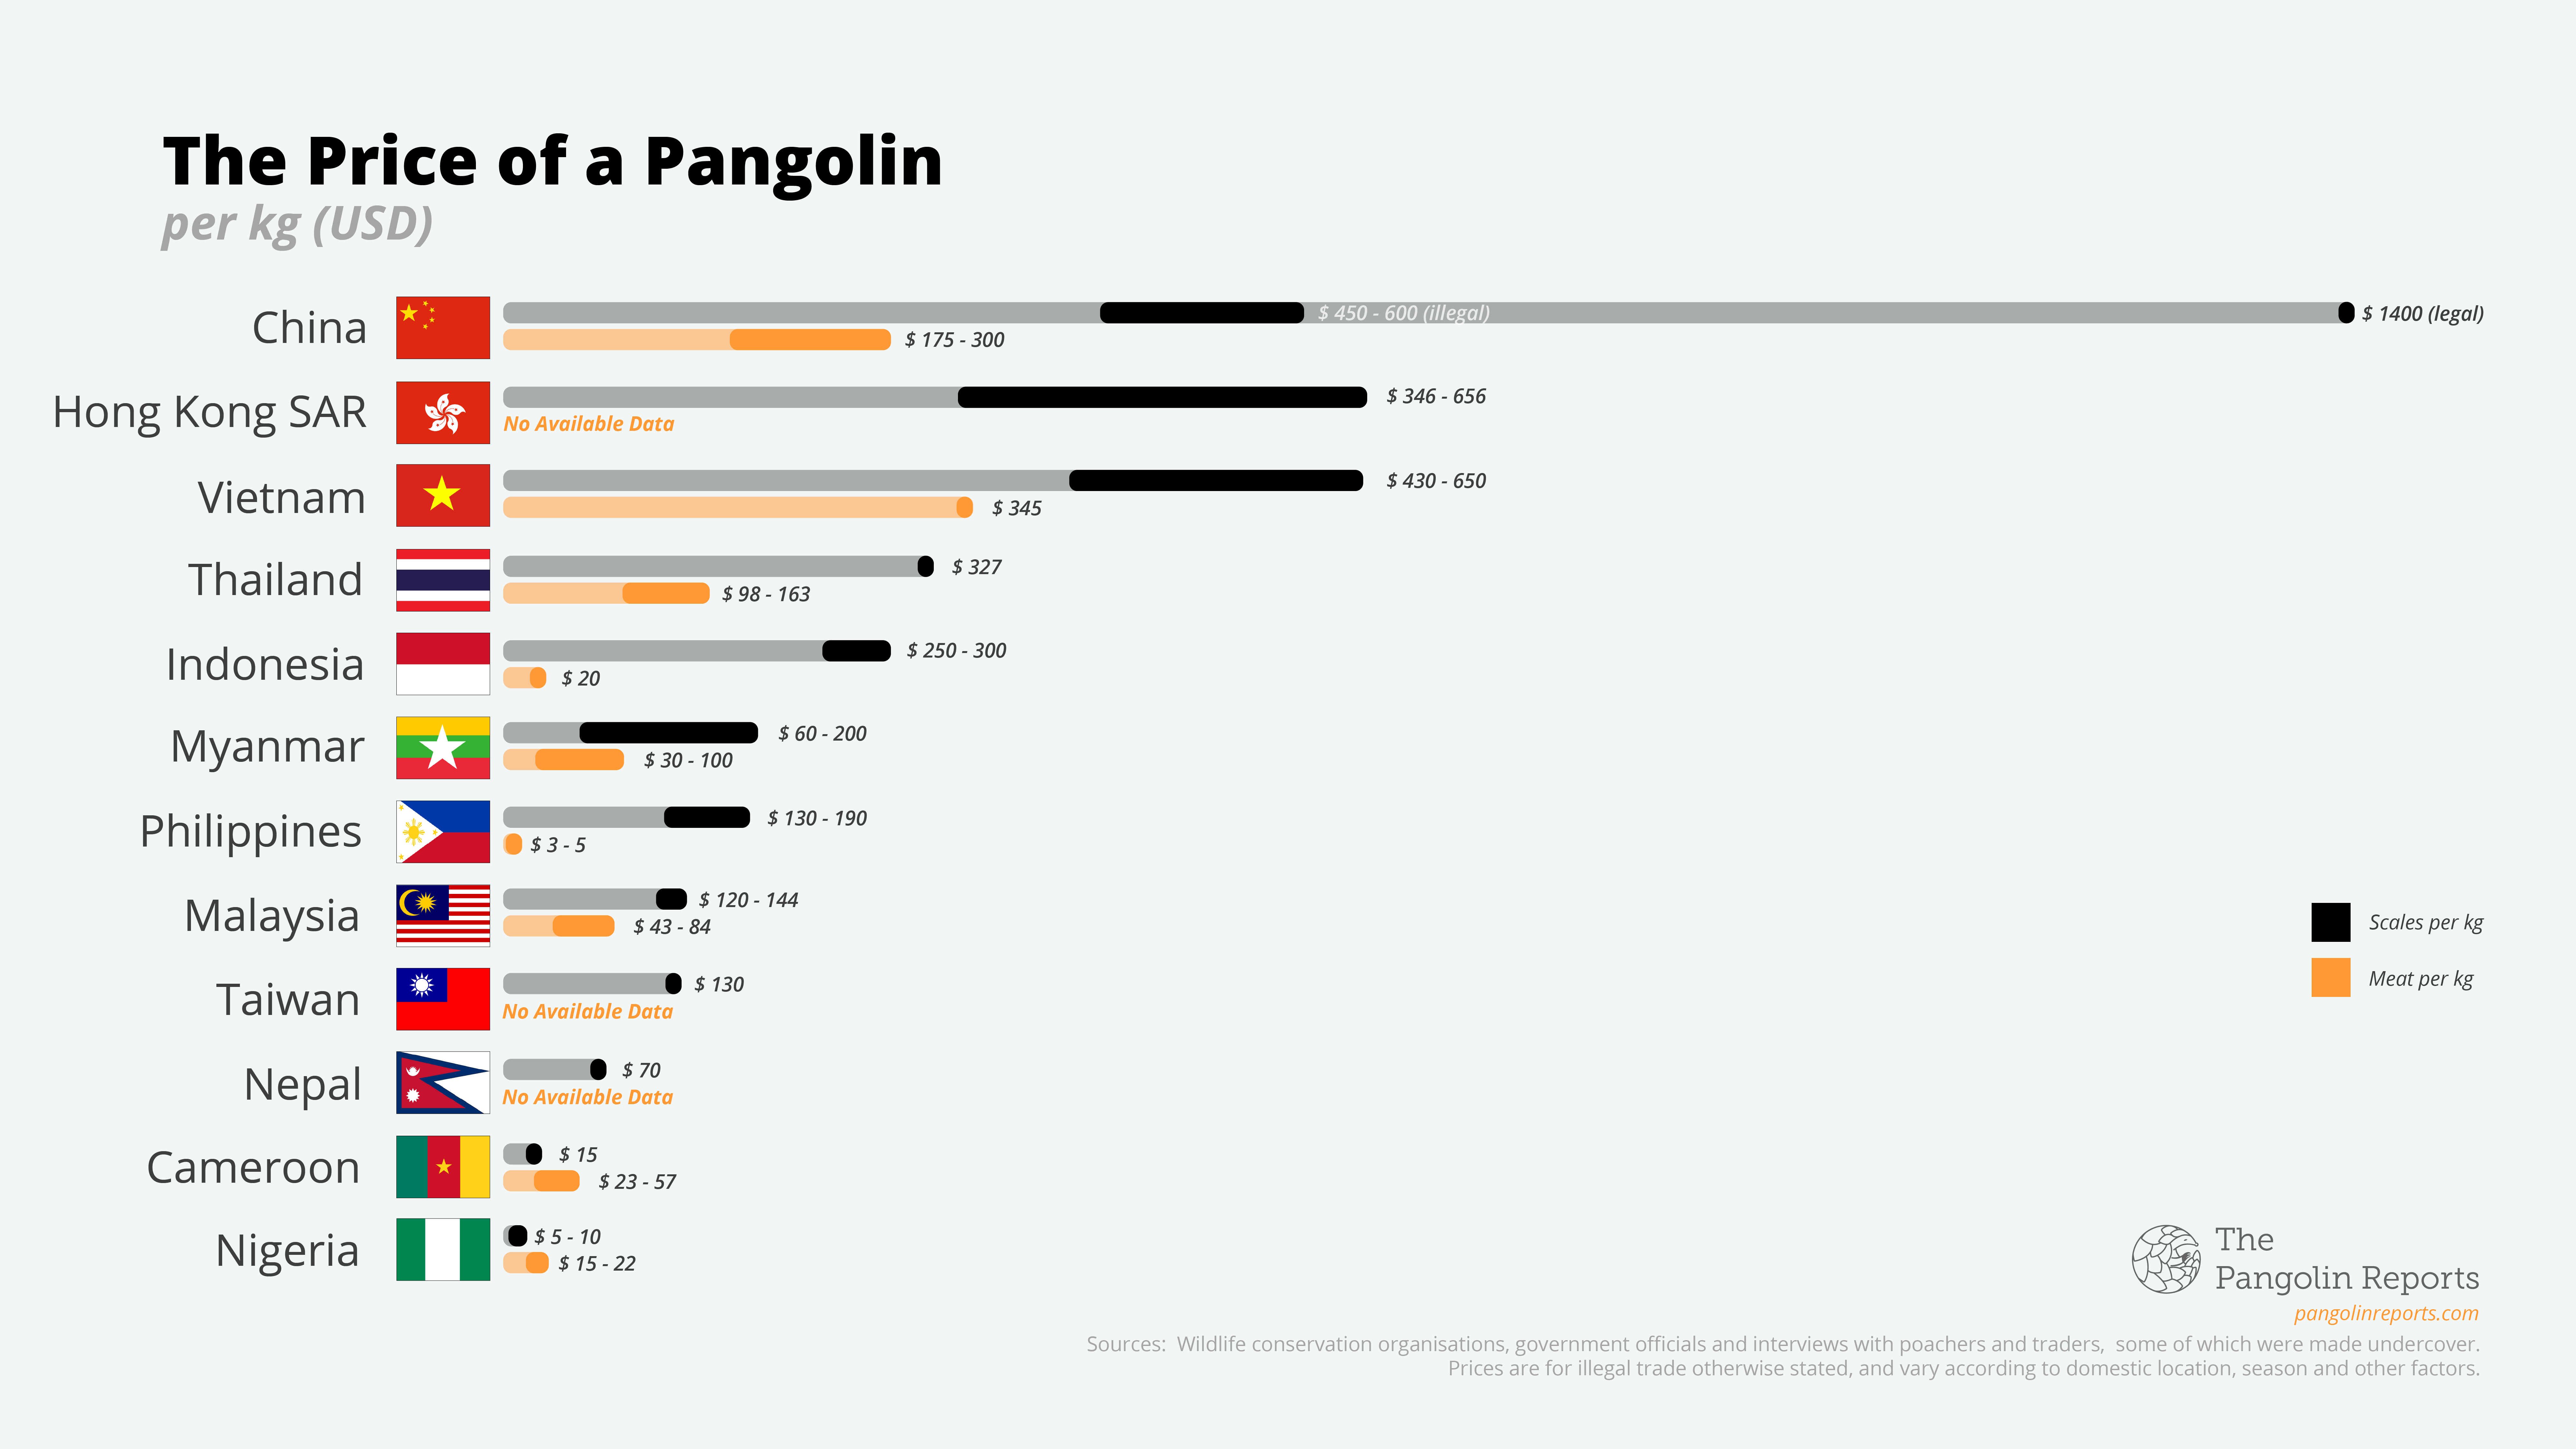 The Price of a Pangolin
per kg (USD)
China
$ 450 - 600 (illegal)
$ 1400 (legal)
$ 175 - 300
Hong Kong SAR
$ 346 - 656
No Available Data
Vietnam
$ 430 - 650
$ 345
Thailand
$ 327
$ 98 - 163
Indonesia
$ 250 - 300
$ 20
Myanmar
$ 60 - 200
$ 30 - 100
Philippines
$ 130 - 190
$ 3 - 5
Malaysia
$ 120 - 144
$ 43 - 84
Taiwan
$ 130
No Available Data
Nepal
$ 70
No Available Data
Cameroon
$ 15
$ 23 - 57
Nigeria
$ 5 - 10
$ 15 - 22
Scales per kg
Meat per kg
The
Pangolin Reports
pangolinreports.com
Sources:  Wildlife conservation organisations, government officials and interviews with poachers and traders,  some of which were made undercover.
Prices are for illegal trade otherwise stated, and vary according to domestic location, season and other factors.